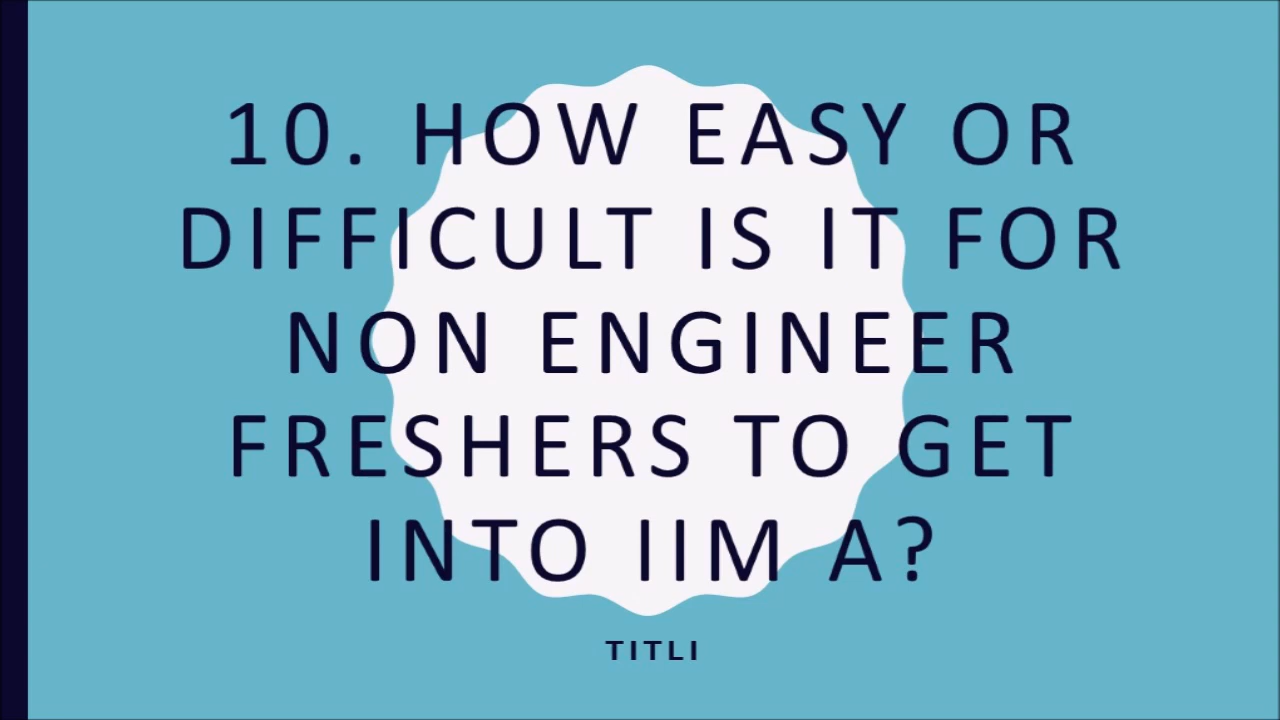 10. HOW EASY OR
DIFFICULT IS IT FOR
NON ENGINEER
FRESHERS TO GET
INTO IIM A?
TITLI